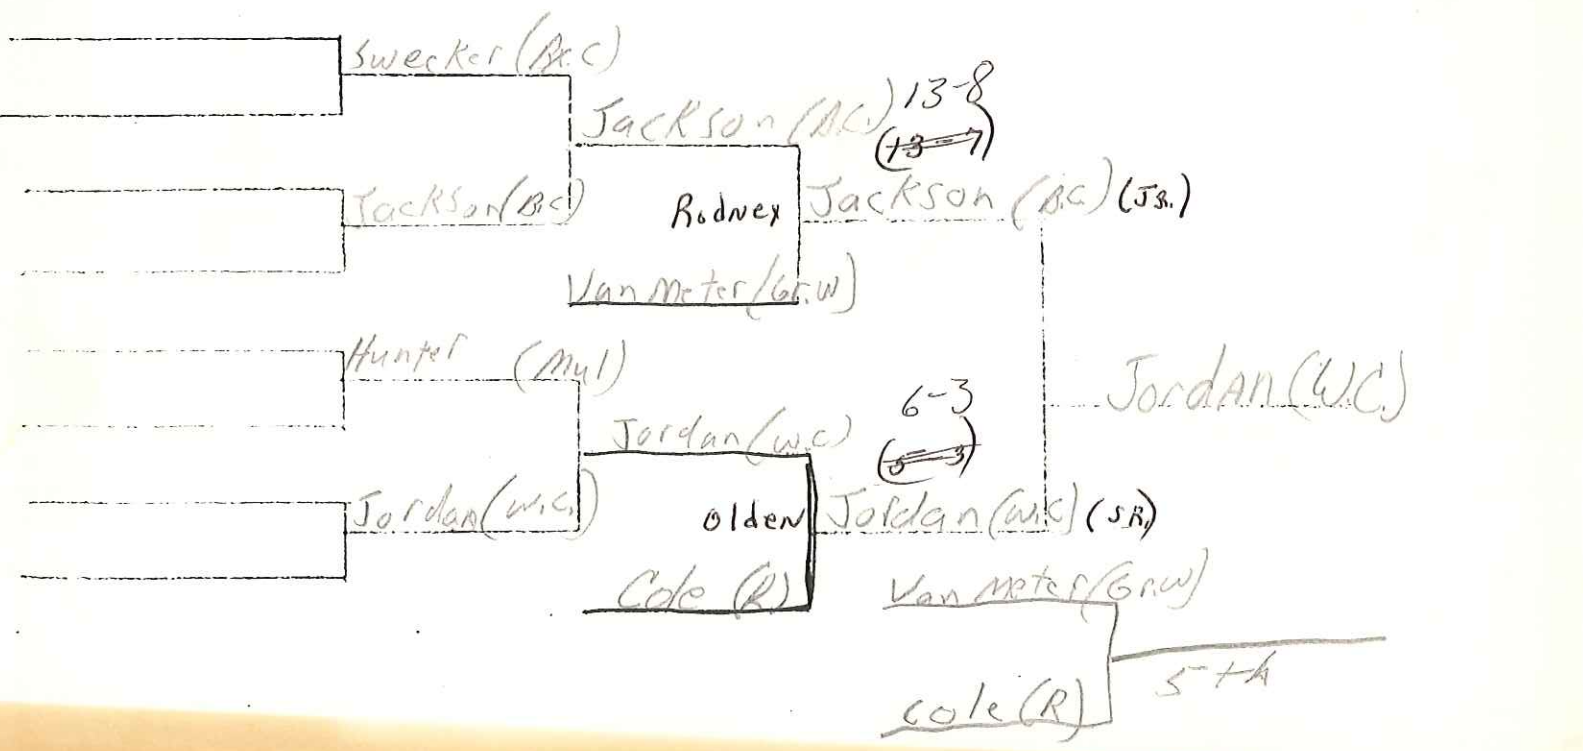 Swecker (Bx.C)
13-8
Jackson (B.C.)
(13-7)
Jackson (B.C)
Rodney
Jackson (B.C.) (JR.)
Van Meter (Gr.W)
Hunter (Mul)
Jordan (W.C.)
6-3
Jordan (W.C)
(5-3)
Jordan (W.C.)
Olden
Jordan (W.C) (SR.)
Cole (R)
Van Meter (Gr.W)
5th
Cole (R)